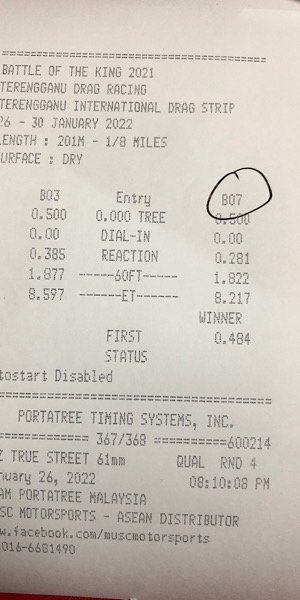 BATTLE OF THE KING 2021
TERENGGANU DRAG RACING
TERENGGANU INTERNATIONAL DRAG STRIP
26 - 30 JANUARY 2022
LENGTH : 201M - 1/8 MILES
SURFACE : DRY
B03 Entry B07
0.500 0.000 TREE 0.500
0.00 DIAL-IN 0.00
0.385 REACTION 0.281
1.877 -----60FT----- 1.822
8.597 ------ET------ 8.217
WINNER
FIRST 0.484
STATUS
tostart Disabled
PORTATREE TIMING SYSTEMS, INC.
============= 367/368 ==========600214
Z TRUE STREET 61mm QUAL RND 4
nuary 26, 2022 08:10:08 PM
AM PORTATREE MALAYSIA
SC MOTORSPORTS - ASEAN DISTRIBUTOR
w.facebook.com/muscmotorsports
016-6681490